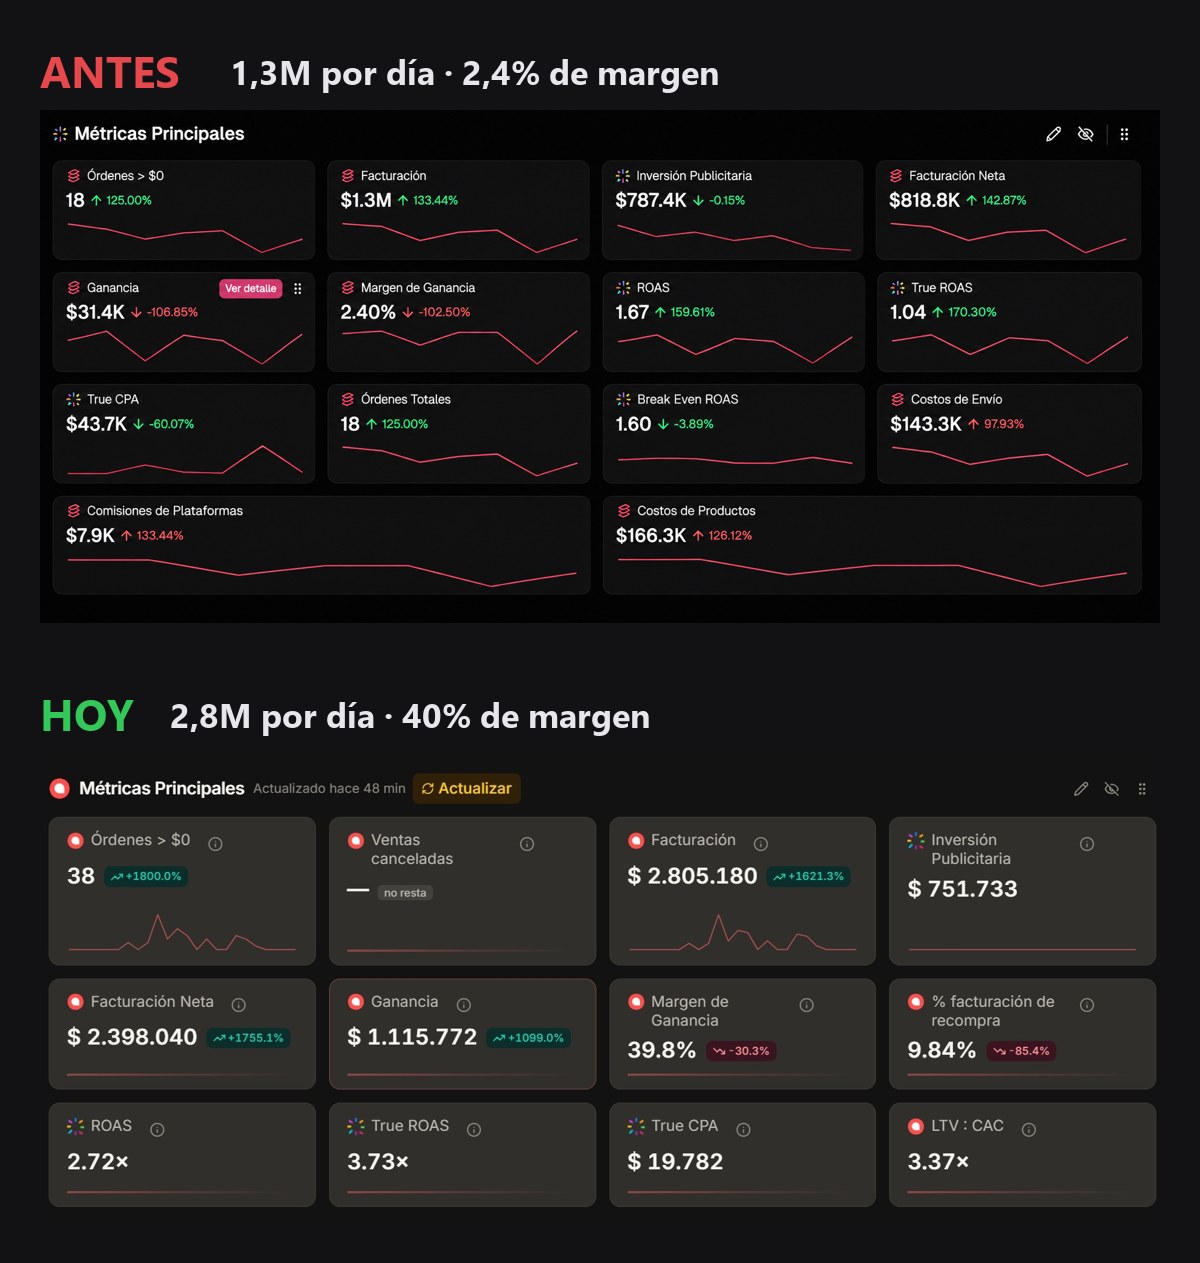 ANTES 1,3M por día · 2,4% de margen
Métricas Principales
Órdenes > $0
18 ↑ 125.00%
Facturación
$1.3M ↑ 133.44%
Inversión Publicitaria
$787.4K ↓ -0.15%
Facturación Neta
$818.8K ↑ 142.87%
Ganancia Ver detalle
$31.4K ↓ -106.85%
Margen de Ganancia
2.40% ↓ -102.50%
ROAS
1.67 ↑ 159.61%
True ROAS
1.04 ↑ 170.30%
True CPA
$43.7K ↓ -60.07%
Órdenes Totales
18 ↑ 125.00%
Break Even ROAS
1.60 ↓ -3.89%
Costos de Envío
$143.3K ↑ 97.93%
Comisiones de Plataformas
$7.9K ↑ 133.44%
Costos de Productos
$166.3K ↑ 126.12%
HOY 2,8M por día · 40% de margen
Métricas Principales Actualizado hace 48 min Actualizar
Órdenes > $0
38 +1800.0%
Ventas
canceladas
— no resta
Facturación
$ 2.805.180 +1621.3%
Inversión
Publicitaria
$ 751.733
Facturación Neta
$ 2.398.040 +1755.1%
Ganancia
$ 1.115.772 +1099.0%
Margen de
Ganancia
39.8% -30.3%
% facturación de
recompra
9.84% -85.4%
ROAS
2.72×
True ROAS
3.73×
True CPA
$ 19.782
LTV : CAC
3.37×